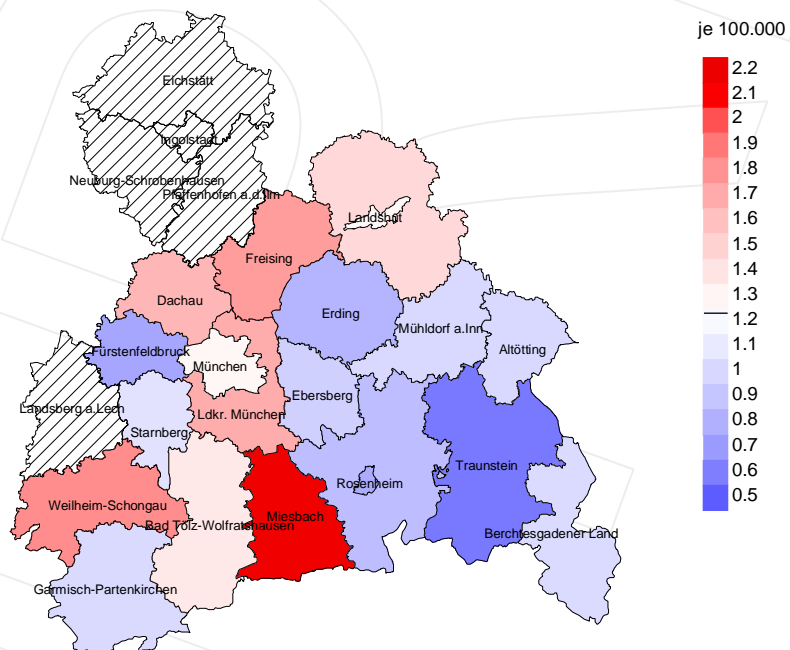 je 100.000
Eichstätt
Ingolstadt
Neuburg-Schrobenhausen
Pfaffenhofen a.d.Ilm
Landshut
Freising
Dachau
Erding
Mühldorf a.Inn
Altötting
Fürstenfeldbruck
München
Ebersberg
Landsberg a.Lech
Ldkr. München
Starnberg
Traunstein
Rosenheim
Weilheim-Schongau
Miesbach
Bad Tölz-Wolfratshausen
Berchtesgadener Land
Garmisch-Partenkirchen
2.2
2.1
2
1.9
1.8
1.7
1.6
1.5
1.4
1.3
1.2
1.1
1
0.9
0.8
0.7
0.6
0.5